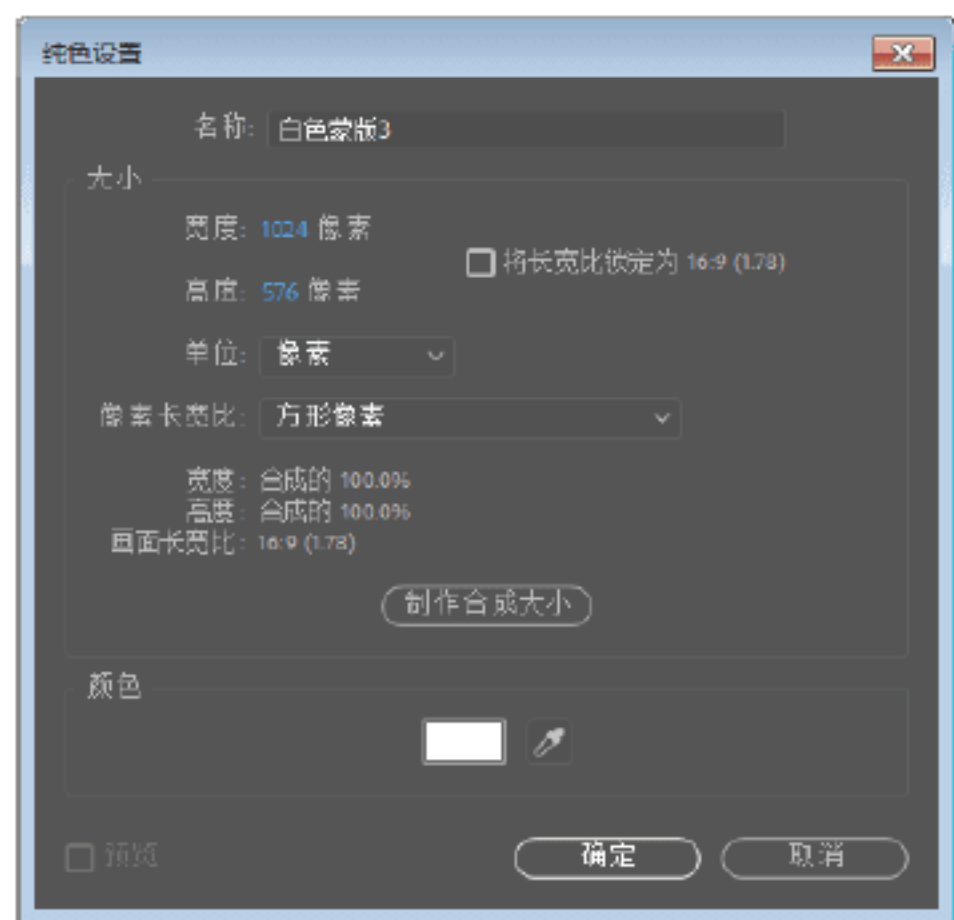 纯色设置
名称: 白色蒙版3
大小
宽度: 1024 像素
将长宽比锁定为 16:9 (1.78)
高度: 576 像素
单位: 像素
像素长宽比: 方形像素
宽度: 合成的 100.0%
高度: 合成的 100.0%
画面长宽比: 16:9 (1.78)
制作合成大小
颜色
预览
确定
取消